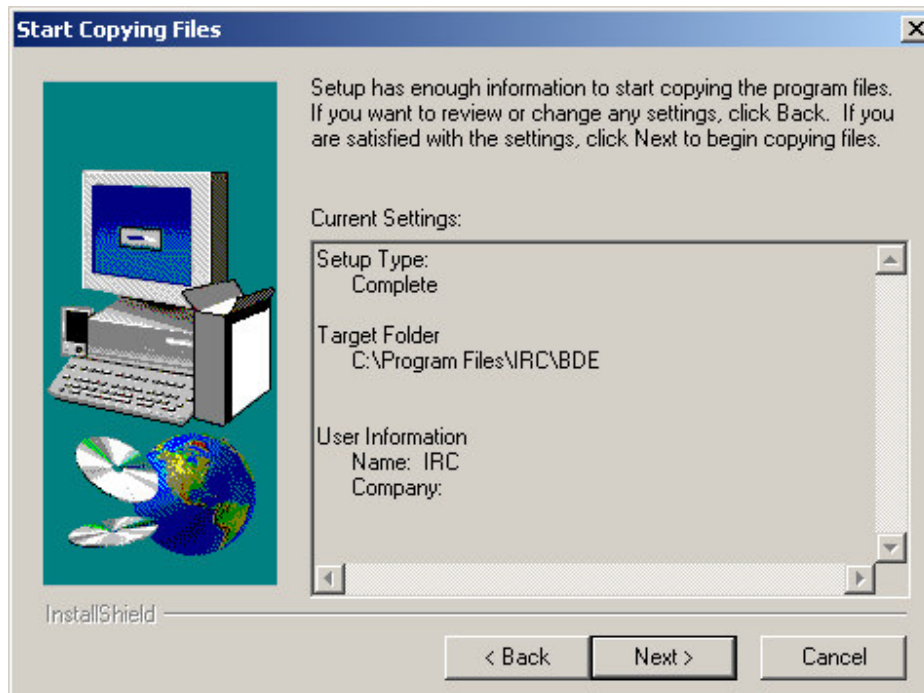 Start Copying Files
Setup has enough information to start copying the program files.
If you want to review or change any settings, click Back. If you
are satisfied with the settings, click Next to begin copying files.
Current Settings:
Setup Type:
Complete
Target Folder
C:\Program Files\IRC\BDE
User Information
Name: IRC
Company:
InstallShield
< Back
Next >
Cancel